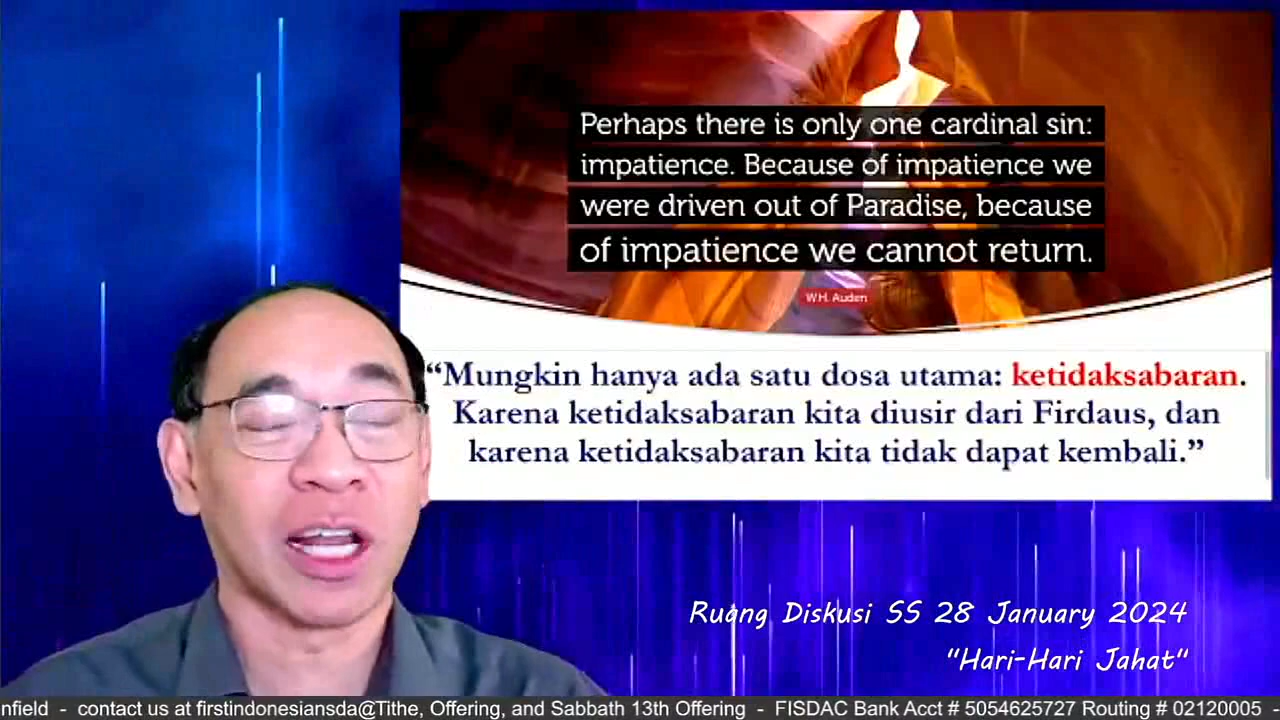 Perhaps there is only one cardinal sin:
impatience. Because of impatience we
were driven out of Paradise, because
of impatience we cannot return.
W.H. Auden
“Mungkin hanya ada satu dosa utama: ketidaksabaran.
Karena ketidaksabaran kita diusir dari Firdaus, dan
karena ketidaksabaran kita tidak dapat kembali.”
Ruang Diskusi SS 28 January 2024
"Hari-Hari Jahat"
nfield - contact us at firstindonesiansda@Tithe, Offering, and Sabbath 13th Offering - FISDAC Bank Acct # 5054625727 Routing # 02120005 -